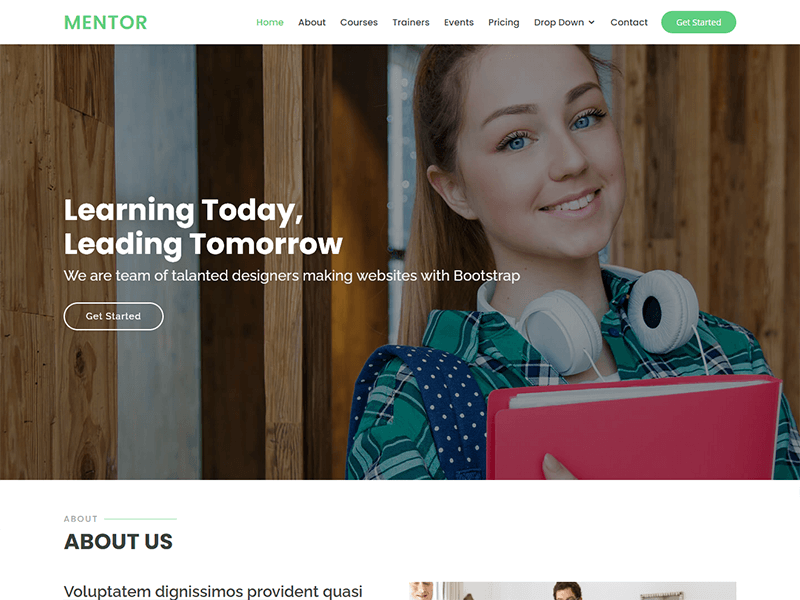 MENTOR
Home About Courses Trainers Events Pricing Drop Down Contact Get Started
Learning Today,
Leading Tomorrow
We are team of talanted designers making websites with Bootstrap
Get Started
ABOUT
ABOUT US
Voluptatem dignissimos provident quasi